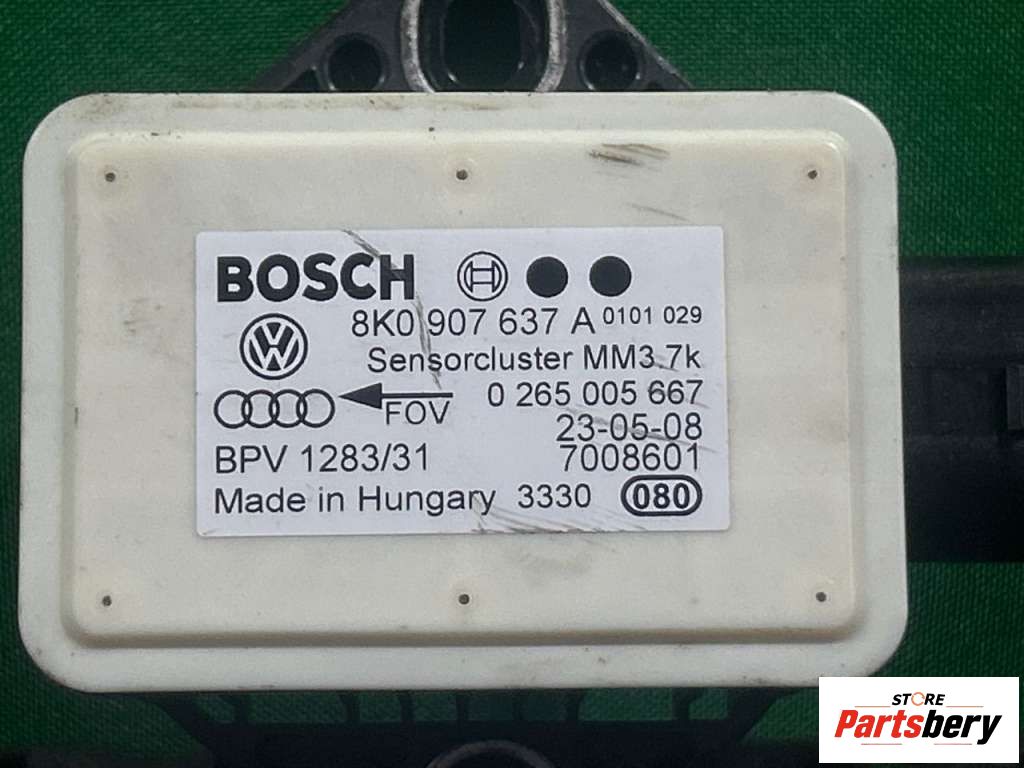 BOSCH
8K0 907 637 A 0101 029
Sensorcluster MM3.7k
FOV 0 265 005 667
23-05-08
BPV 1283/31 7008601
Made in Hungary 3330 080
STORE
Partsbery